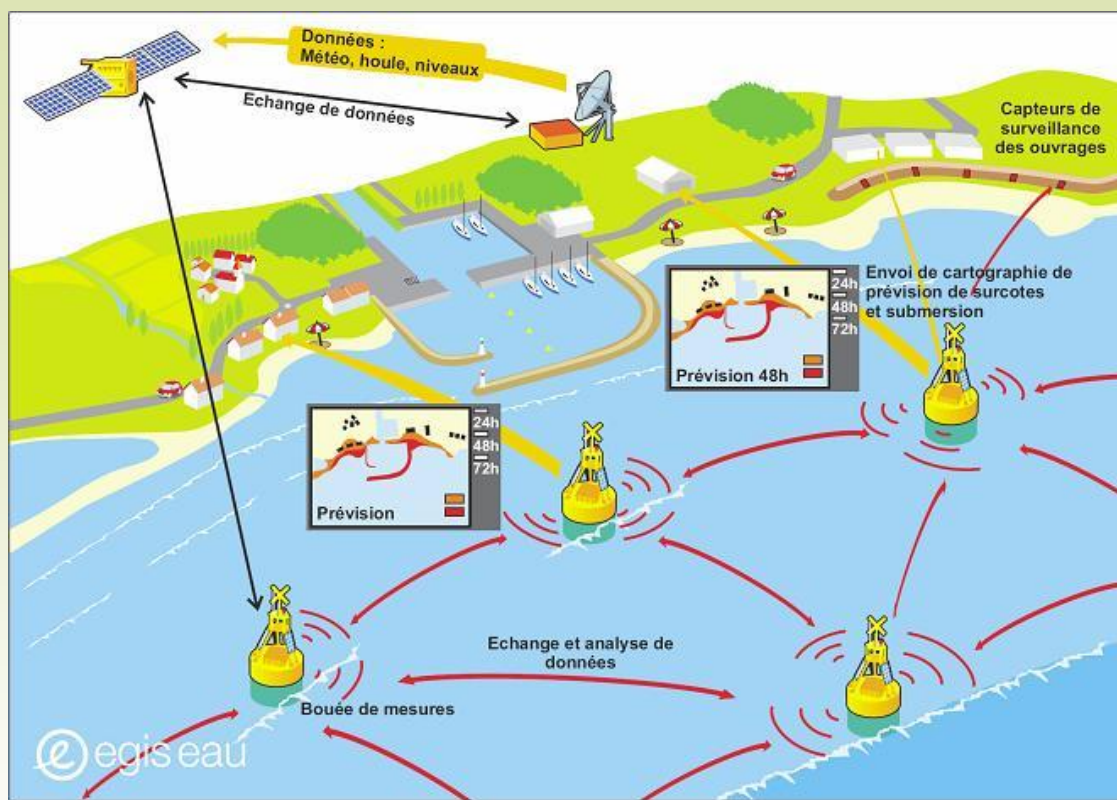 Données :
Météo, houle, niveaux
Echange de données
Capteurs de
surveillance
des ouvrages
Envoi de cartographie de
prévision de surcotes
et submersion
24h
48h
72h
Prévision 48h
24h
48h
72h
Prévision
Echange et analyse de
données
Bouée de mesures
egis eau